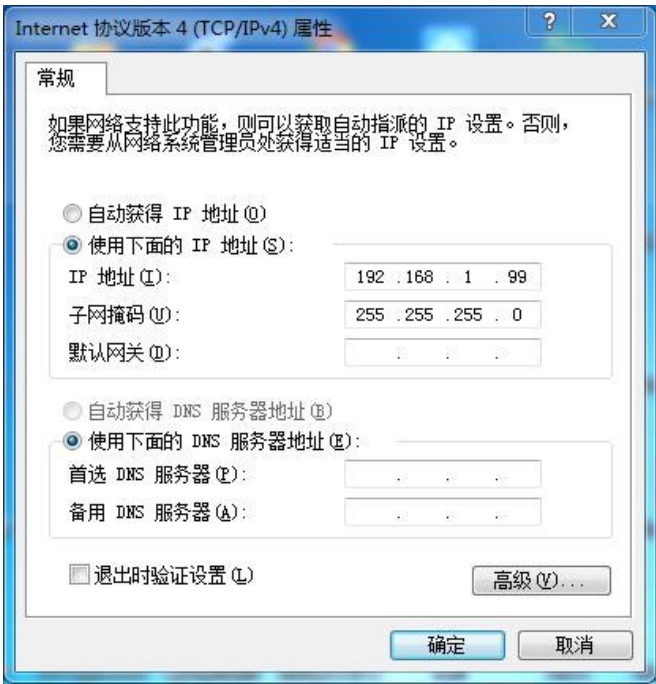 Internet 协议版本 4 (TCP/IPv4) 属性
常规
如果网络支持此功能，则可以获取自动指派的 IP 设置。否则，
您需要从网络系统管理员处获得适当的 IP 设置。
自动获得 IP 地址(O)
使用下面的 IP 地址(S):
IP 地址(I): 192 .168 . 1 . 99
子网掩码(U): 255 .255 .255 . 0
默认网关(D): . . .
自动获得 DNS 服务器地址(B)
使用下面的 DNS 服务器地址(E):
首选 DNS 服务器(P): . . .
备用 DNS 服务器(A): . . .
退出时验证设置(L)
高级(V)...
确定 取消